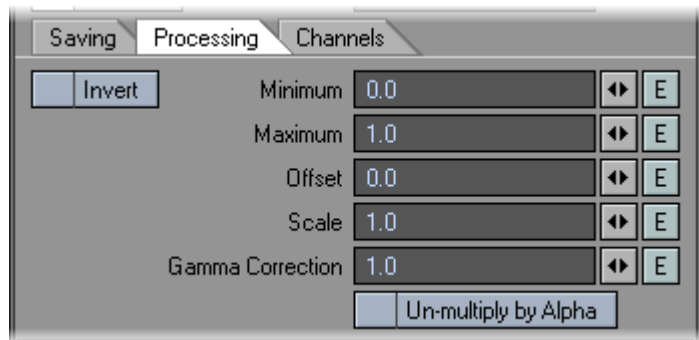 Saving Processing Channels
Invert Minimum 0.0 E
Maximum 1.0 E
Offset 0.0 E
Scale 1.0 E
Gamma Correction 1.0 E
Un-multiply by Alpha